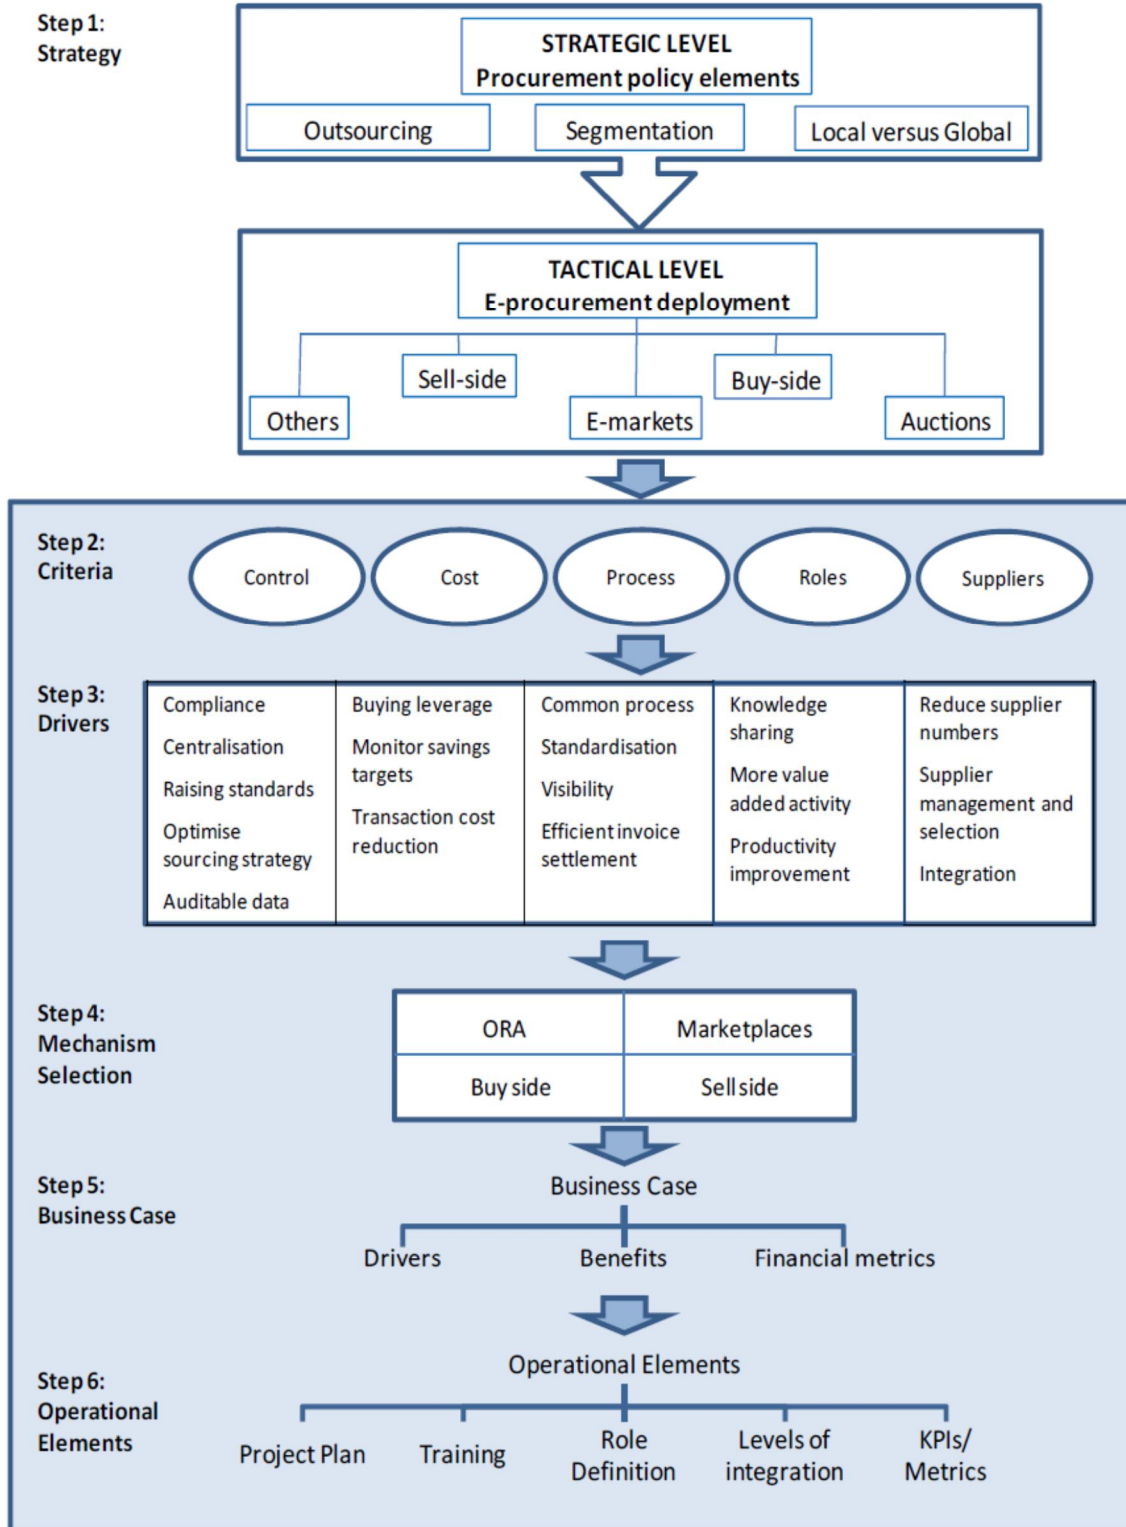 Step 1:
Strategy
STRATEGIC LEVEL
Procurement policy elements
Outsourcing
Segmentation
Local versus Global
TACTICAL LEVEL
E-procurement deployment
Sell-side
Buy-side
Others
E-markets
Auctions
Step 2:
Criteria
Control
Cost
Process
Roles
Suppliers
Step 3:
Drivers
Compliance
Centralisation
Raising standards
Optimise
sourcing strategy
Auditable data
Buying leverage
Monitor savings
targets
Transaction cost
reduction
Common process
Standardisation
Visibility
Efficient invoice
settlement
Knowledge
sharing
More value
added activity
Productivity
improvement
Reduce supplier
numbers
Supplier
management and
selection
Integration
Step 4:
Mechanism
Selection
ORA
Marketplaces
Buy side
Sell side
Step 5:
Business Case
Business Case
Drivers
Benefits
Financial metrics
Step 6:
Operational
Elements
Operational Elements
Project Plan
Training
Role
Definition
Levels of
integration
KPIs/
Metrics